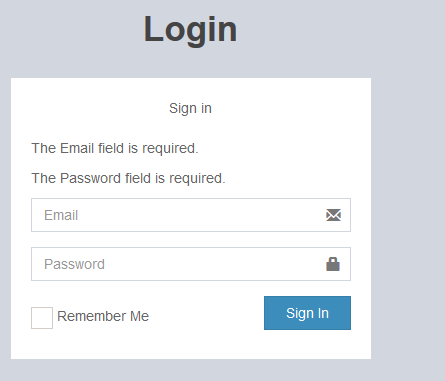 Login
Sign in
The Email field is required.
The Password field is required.
Email
Password
Remember Me
Sign In